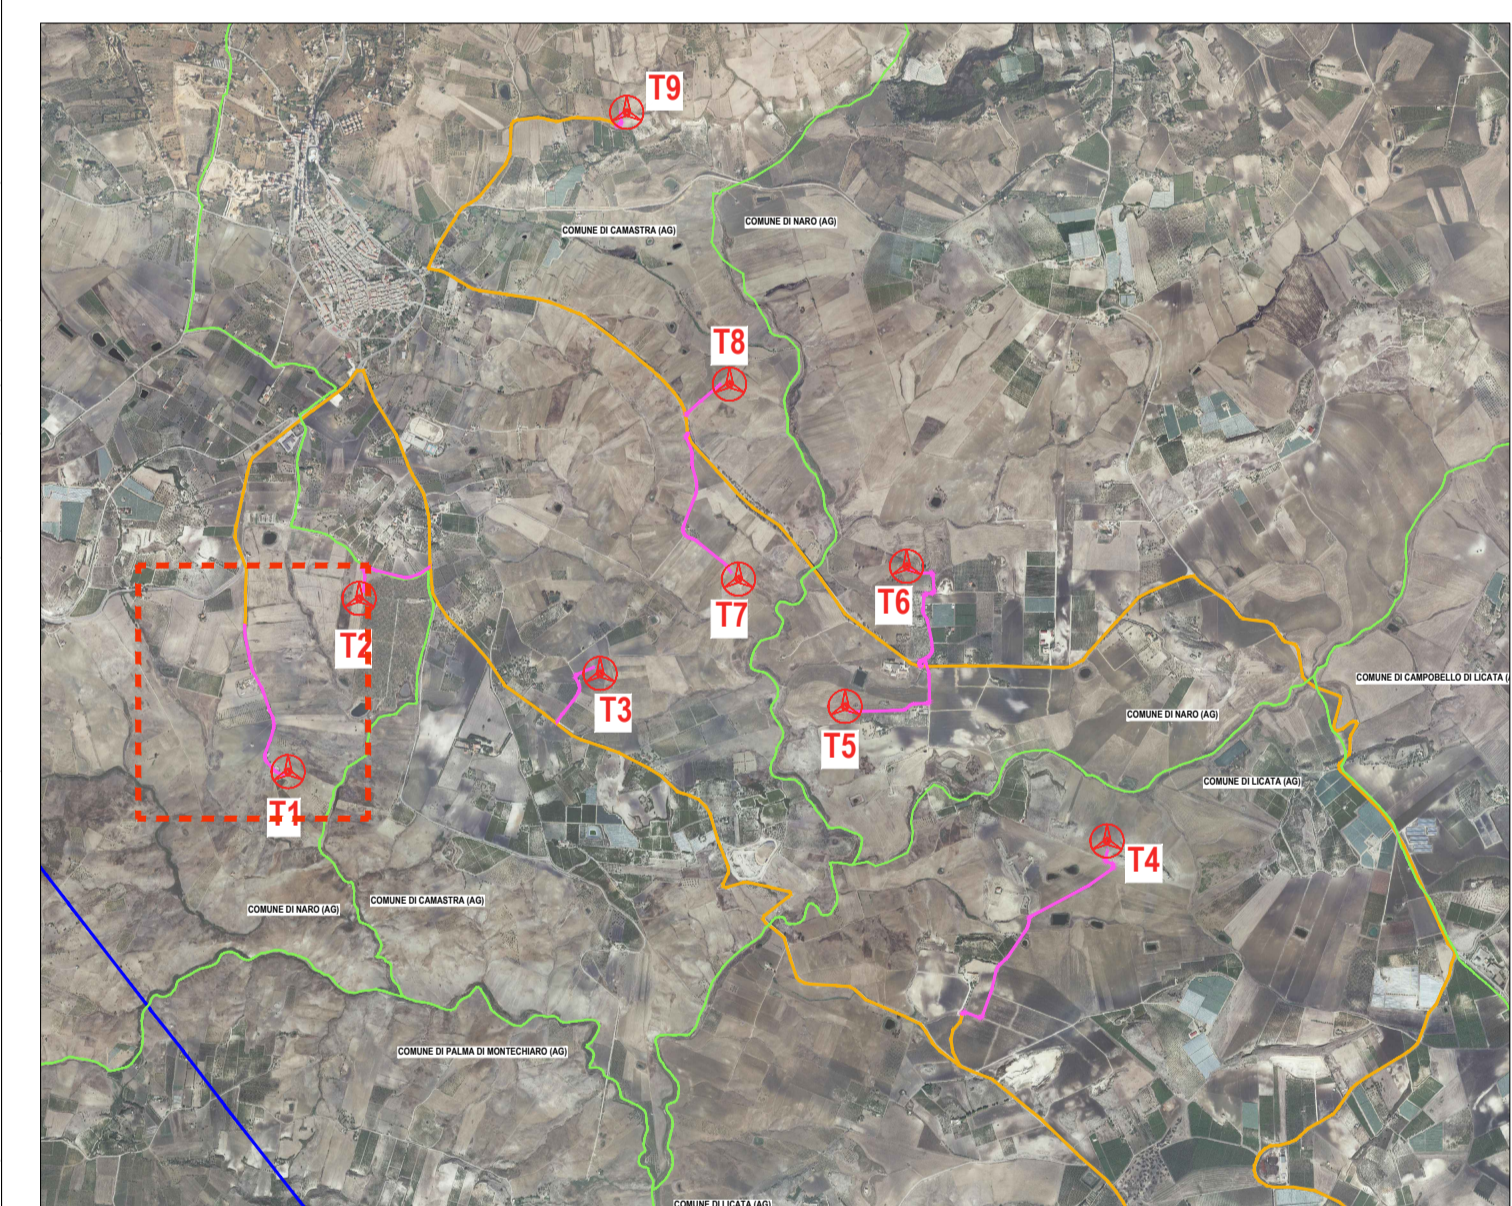 T9
COMUNE DI CAMASTRA (AG)
COMUNE DI NARO (AG)
T8
T7
T6
T2
T3
T5
T1
COMUNE DI CAMPOBELLO DI LICATA (
COMUNE DI NARO (AG)
COMUNE DI LICATA (AG)
T4
COMUNE DI NARO (AG)
COMUNE DI CAMASTRA (AG)
COMUNE DI PALMA DI MONTECHIARO (AG)
COMUNE DI LICATA (AG)